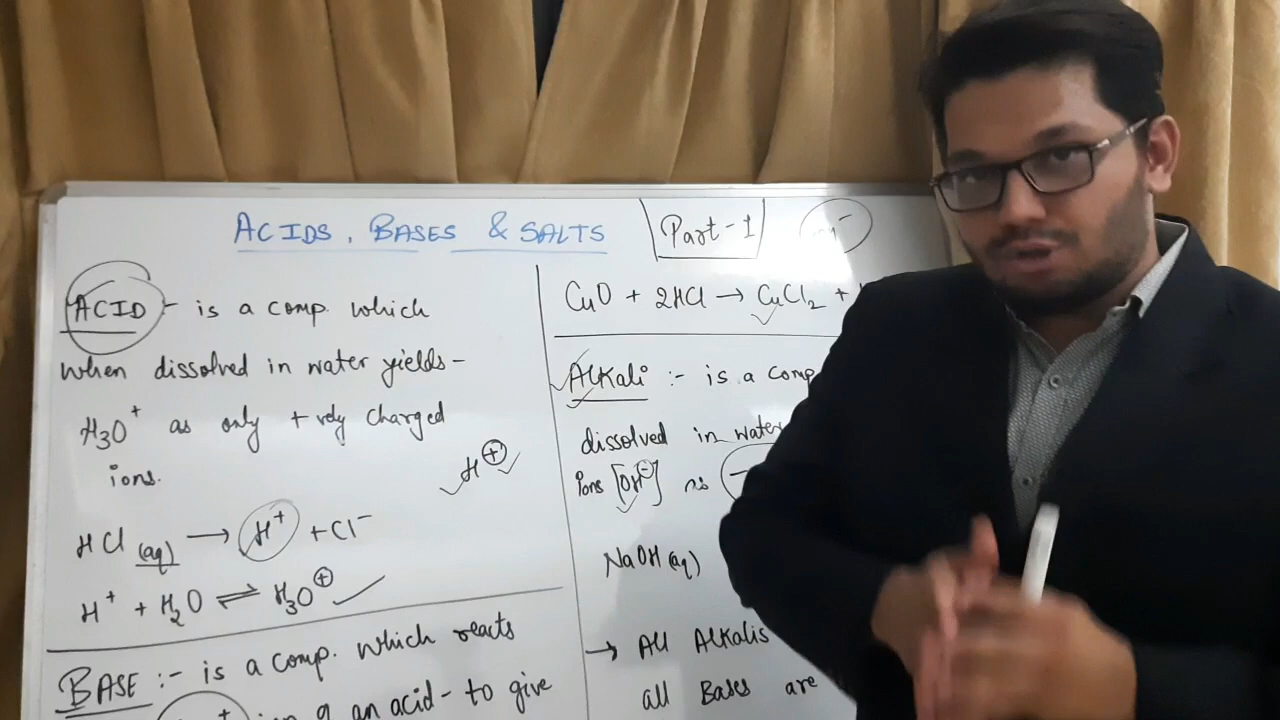 ACIDS, BASES & SALTS
Part-1
ACID - is a comp. which
when dissolved in water yields-
H3O+ as only +vely charged
ions.
H⊕
HCl (aq) → H+ + Cl-
H+ + H2O ⇌ H3O⊕
BASE :- is a comp. which reacts
an acid - to give
CuO + 2HCl → CuCl2 +
Alkali :- is a comp
dissolved in water
ions [OH⊖] as
NaOH (aq)
→ All Alkalis
all Bases are